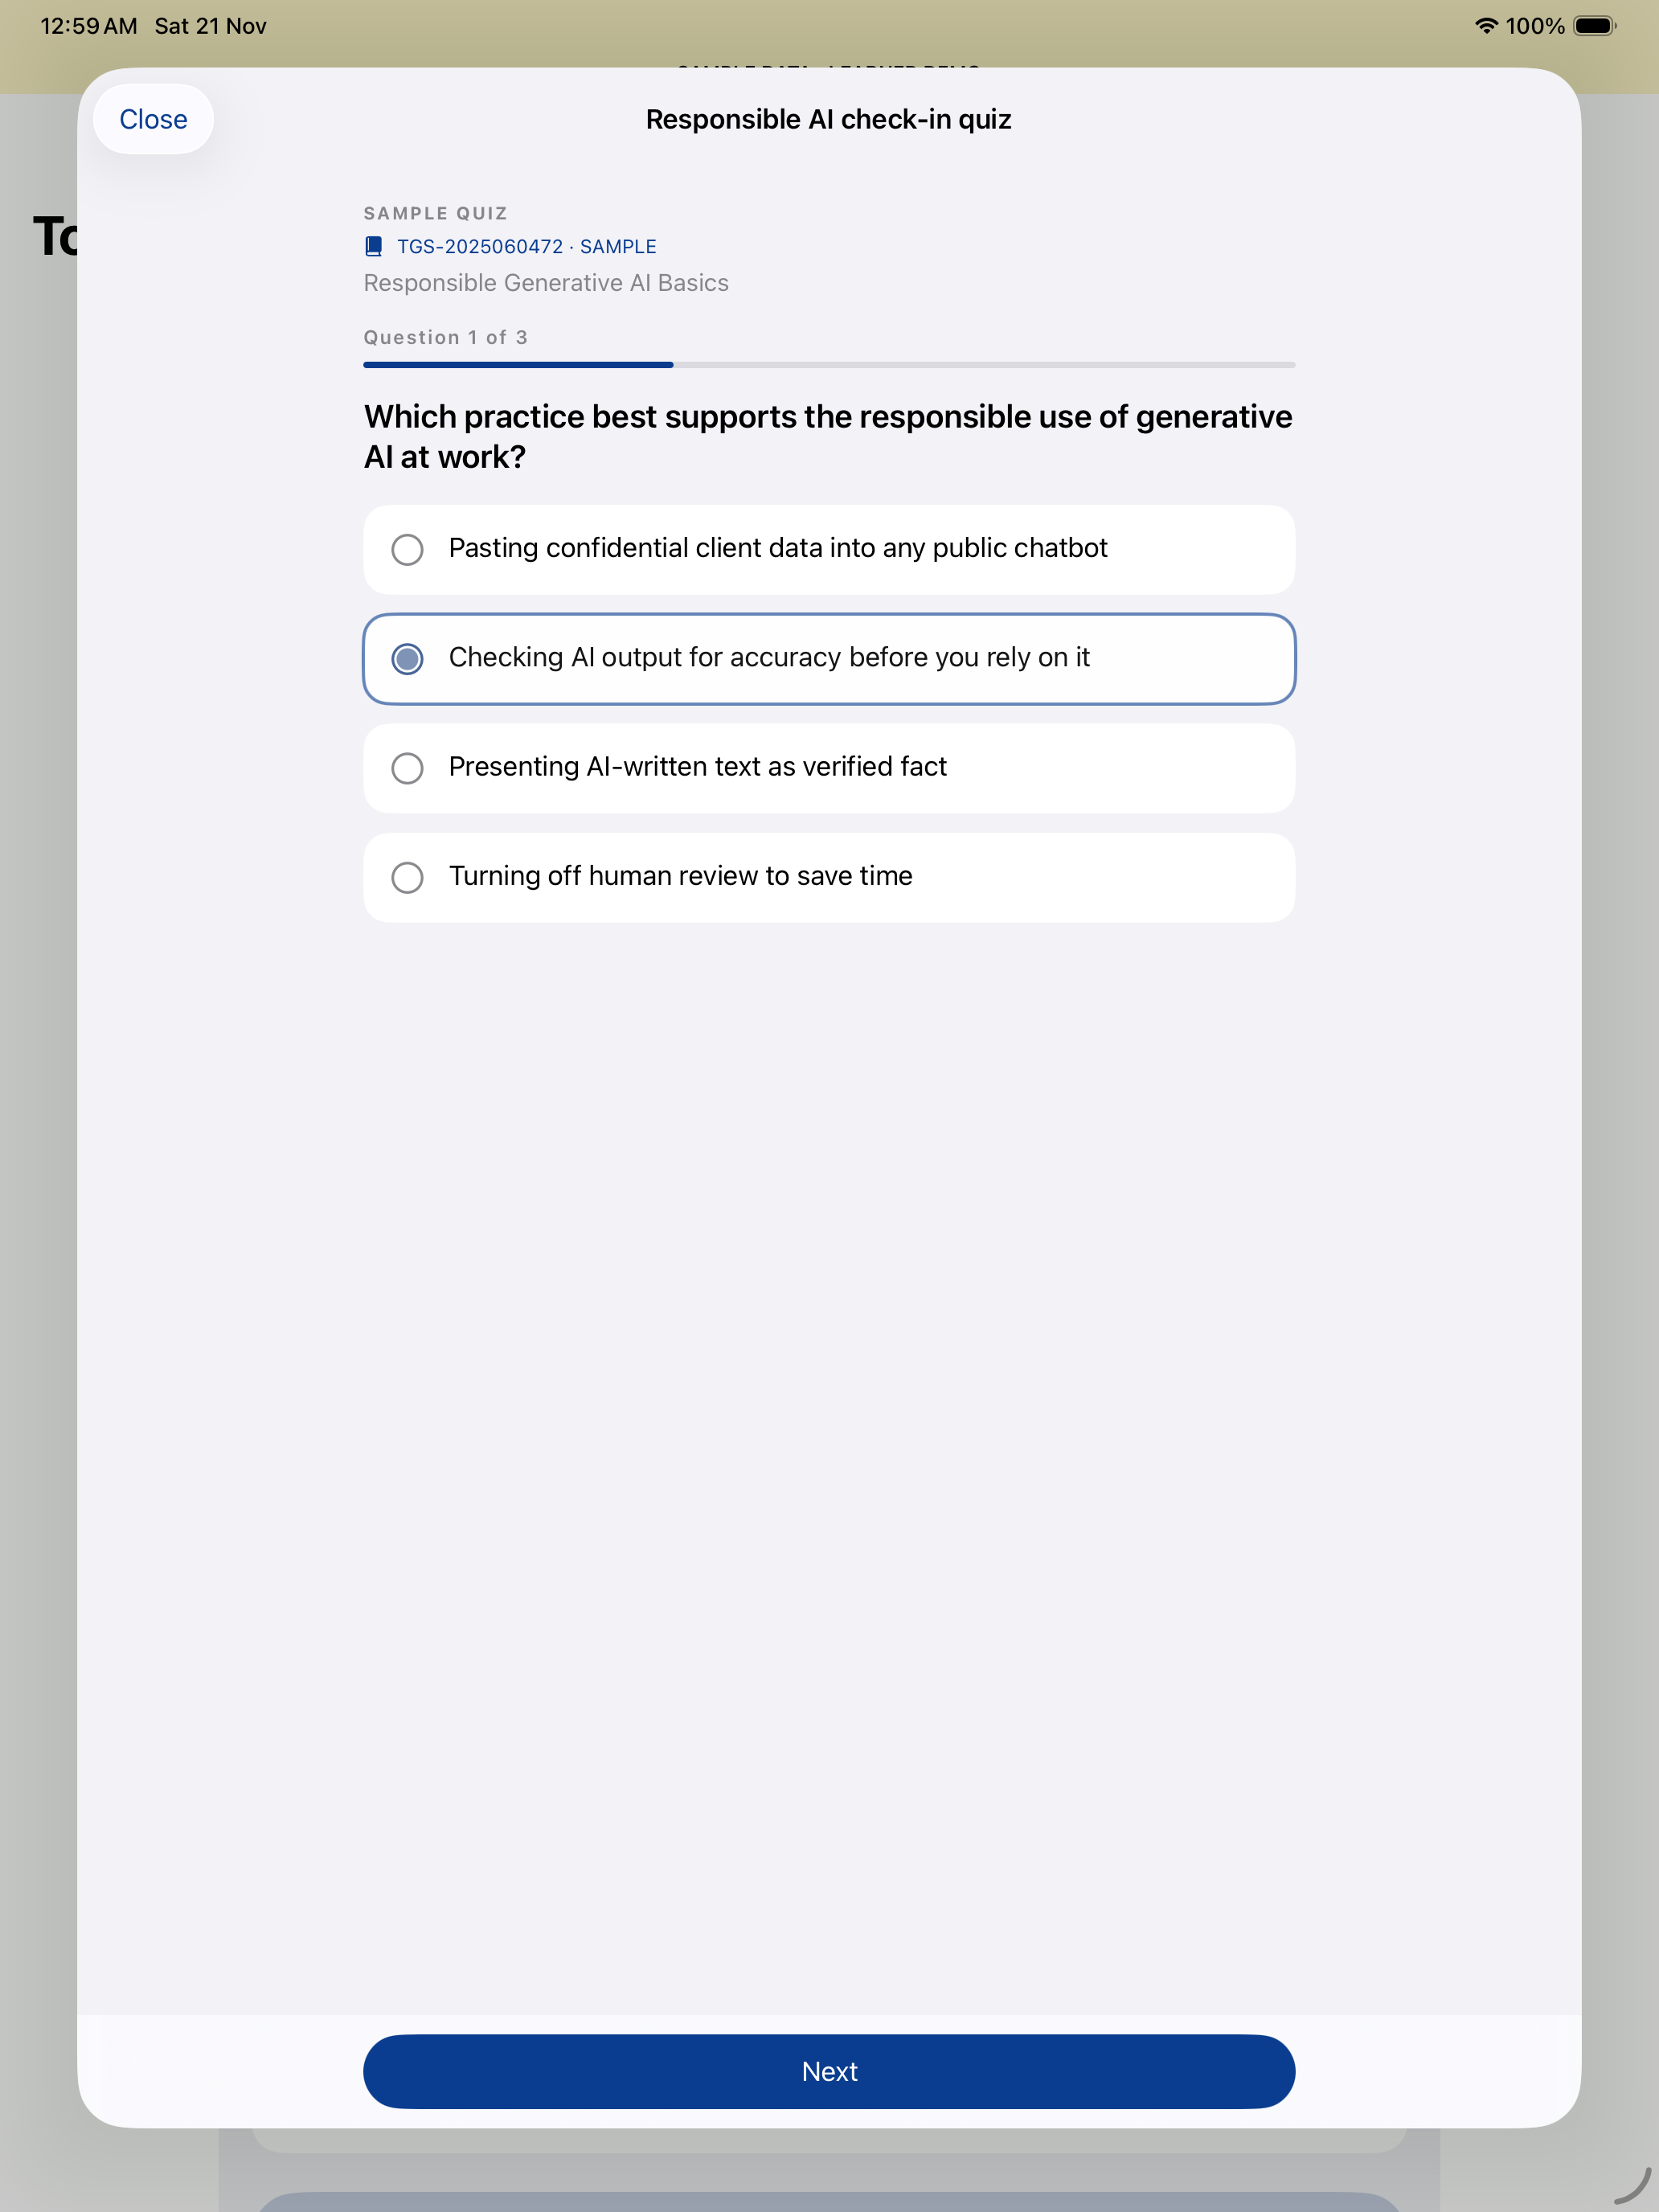 12:59 AM Sat 21 Nov
100%
Close
Responsible AI check-in quiz
SAMPLE QUIZ
TGS-2025060472 · SAMPLE
Responsible Generative AI Basics
Question 1 of 3
Which practice best supports the responsible use of generative
AI at work?
Pasting confidential client data into any public chatbot
Checking AI output for accuracy before you rely on it
Presenting AI-written text as verified fact
Turning off human review to save time
Next